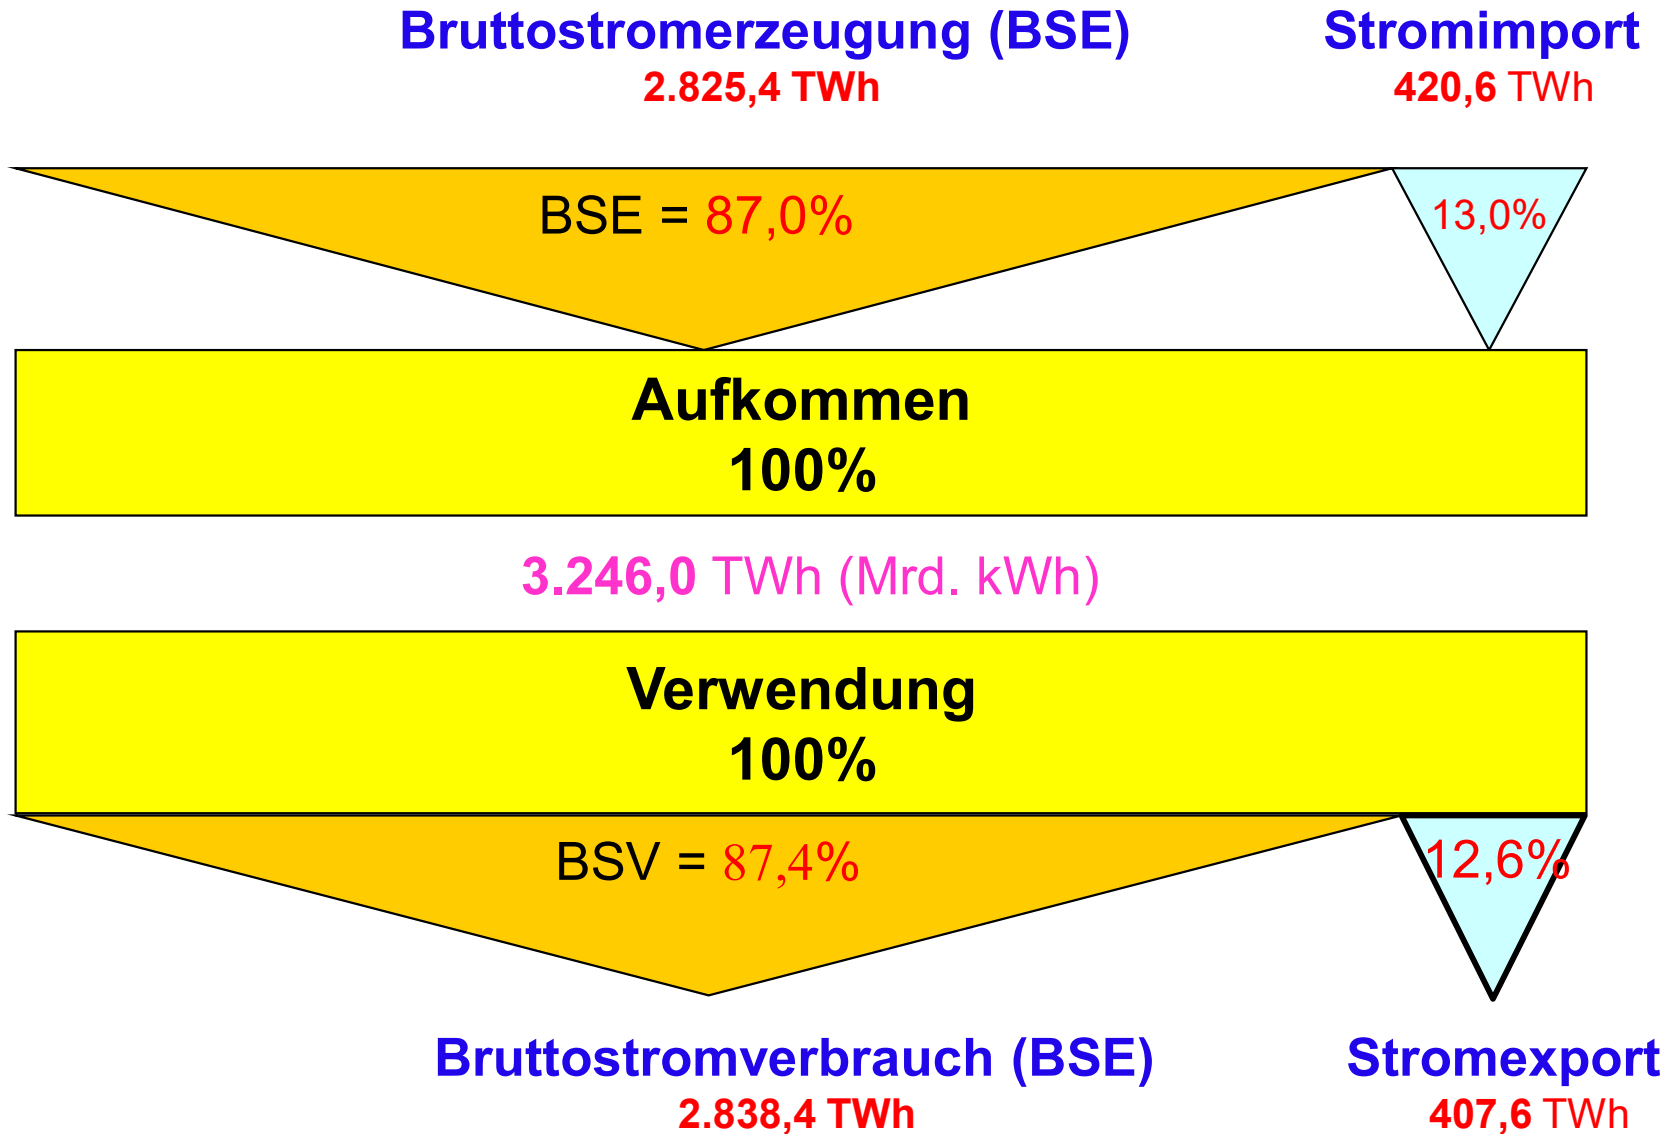 Bruttostromerzeugung (BSE)
Stromimport
2.825,4 TWh
420,6 TWh
BSE = 87,0%
13,0%
Aufkommen
100%
3.246,0 TWh (Mrd. kWh)
Verwendung
100%
BSV = 87,4%
12,6%
Bruttostromverbrauch (BSE)
Stromexport
2.838,4 TWh
407,6 TWh